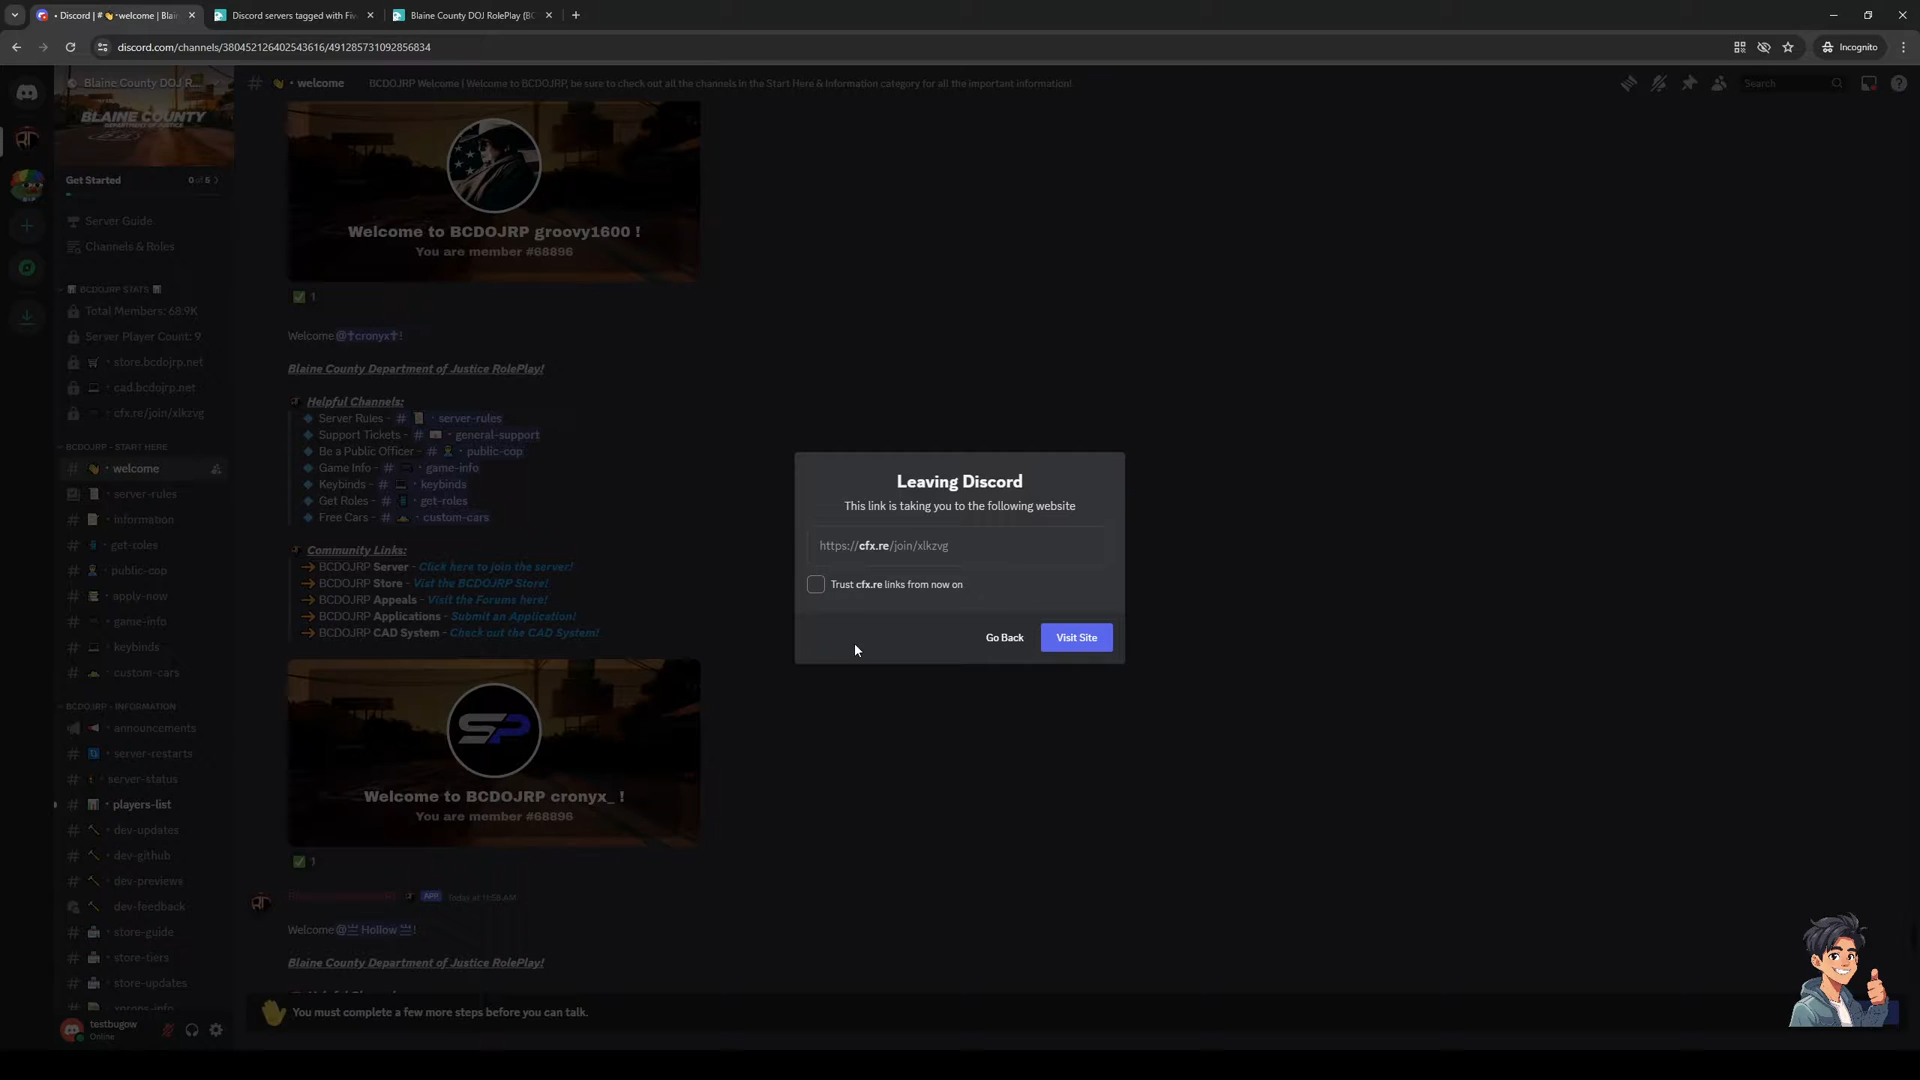 • Discord | # 👋・welcome | Blai
Discord servers tagged with Fiv
Blaine County DOJ RolePlay (BC
discord.com/channels/380452126402543616/491285731092856834
Incognito
Blaine County DOJ R...
# 👋・welcome
BCDOJRP Welcome | Welcome to BCDOJRP, be sure to check out all the channels in the Start Here & Information category for all the important information!
Search
BLAINE COUNTY
Get Started
0 of 5
Server Guide
Channels & Roles
BCDOJRP STATS
Total Members: 68.9K
Server Player Count: 9
store.bcdojrp.net
cad.bcdojrp.net
cfx.re/join/xlkzvg
BCDOJRP - START HERE
welcome
server-rules
information
get-roles
public-cop
apply-now
game-info
keybinds
custom-cars
BCDOJRP - INFORMATION
announcements
server-restarts
server-status
players-list
dev-updates
dev-github
dev-previews
dev-feedback
store-guide
store-tiers
store-updates
testbugow
Online
Welcome to BCDOJRP groovy1600 !
You are member #68896
✅ 1
Welcome @✝cronyx✝!
Blaine County Department of Justice RolePlay!
Helpful Channels:
Server Rules - # ・server-rules
Support Tickets - # ・general-support
Be a Public Officer - # ・public-cop
Game Info - # ・game-info
Keybinds - # ・keybinds
Get Roles - # ・get-roles
Free Cars - # ・custom-cars
Community Links:
→ BCDOJRP Server - Click here to join the server!
→ BCDOJRP Store - Vist the BCDOJRP Store!
→ BCDOJRP Appeals - Visit the Forums here!
→ BCDOJRP Applications - Submit an Application!
→ BCDOJRP CAD System - Check out the CAD System!
SP
Welcome to BCDOJRP cronyx_ !
You are member #68896
✅ 1
APP Today at 11:58 AM
Welcome @ Hollow !
Blaine County Department of Justice RolePlay!
You must complete a few more steps before you can talk.
Leaving Discord
This link is taking you to the following website
https://cfx.re/join/xlkzvg
Trust cfx.re links from now on
Go Back
Visit Site